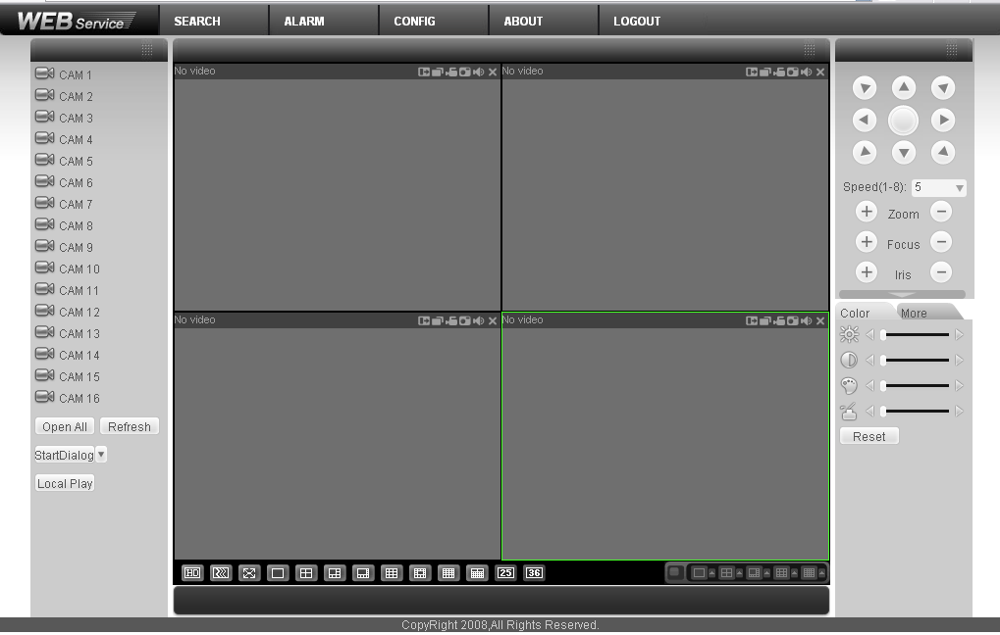 WEB Service SEARCH ALARM CONFIG ABOUT LOGOUT
CAM 1
CAM 2
CAM 3
CAM 4
CAM 5
CAM 6
CAM 7
CAM 8
CAM 9
CAM 10
CAM 11
CAM 12
CAM 13
CAM 14
CAM 15
CAM 16
Open All Refresh
StartDialog
Local Play
No video No video
No video No video
HD 25 36
Speed(1-8): 5
+ Zoom −
+ Focus −
+ Iris −
Color More
Reset
CopyRight 2008,All Rights Reserved.